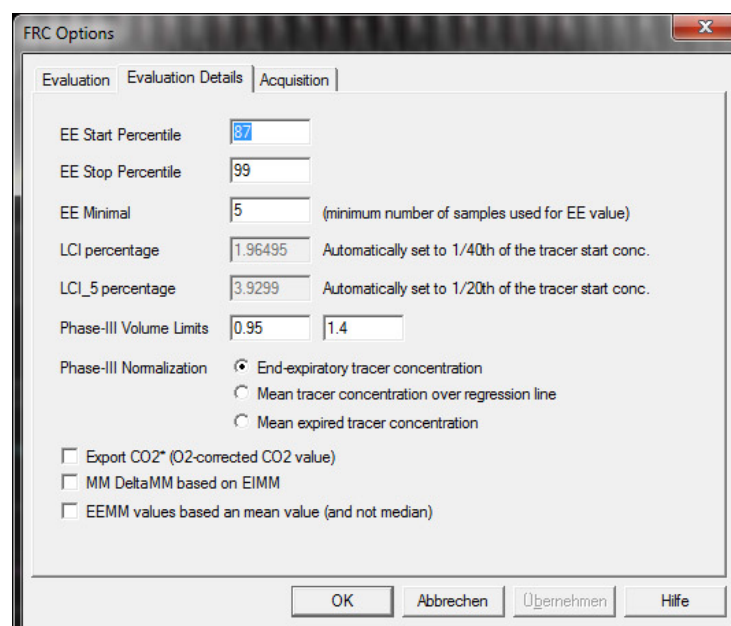 FRC Options
Evaluation Evaluation Details Acquisition
EE Start Percentile 87
EE Stop Percentile 99
EE Minimal 5 (minimum number of samples used for EE value)
LCI percentage 1.96495 Automatically set to 1/40th of the tracer start conc.
LCI_5 percentage 3.9299 Automatically set to 1/20th of the tracer start conc.
Phase-III Volume Limits 0.95 1.4
Phase-III Normalization End-expiratory tracer concentration
Mean tracer concentration over regression line
Mean expired tracer concentration
Export CO2* (O2-corrected CO2 value)
MM DeltaMM based on EIMM
EEMM values based an mean value (and not median)
OK Abbrechen Übernehmen Hilfe